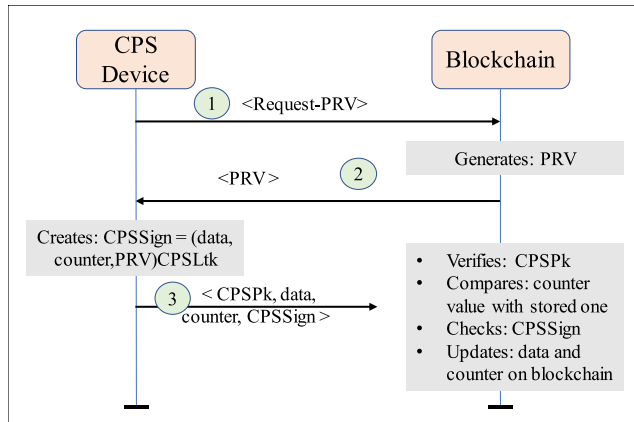 CPS
Device
Blockchain
1
<Request-PRV>
Generates: PRV
2
<PRV >
Creates: CPSSign = (data,
counter,PRV)CPSLtk
3
< CPSPk, data,
counter, CPSSign >
• Verifies: CPSPk
• Compares: counter
value with stored one
• Checks: CPSSign
• Updates: data and
counter on blockchain